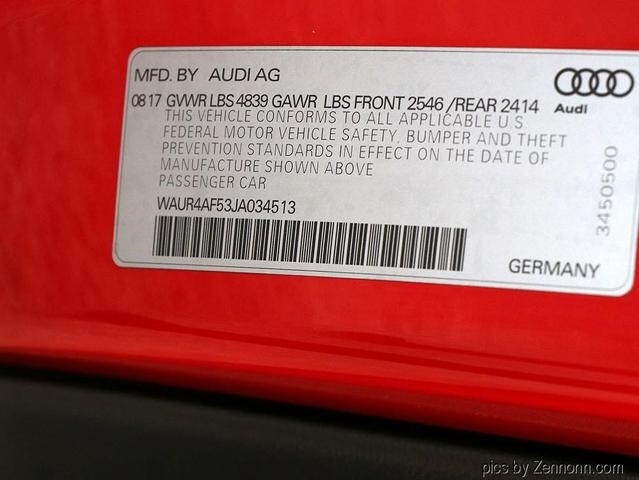 MFD. BY AUDI AG
Audi
08 17 GVWR LBS 4839 GAWR LBS FRONT 2546 /REAR 2414
THIS VEHICLE CONFORMS TO ALL APPLICABLE U S
FEDERAL MOTOR VEHICLE SAFETY, BUMPER AND THEFT
PREVENTION STANDARDS IN EFFECT ON THE DATE OF
MANUFACTURE SHOWN ABOVE
PASSENGER CAR
WAUR4AF53JA034513
3450500
GERMANY
pics by Zennonn.com